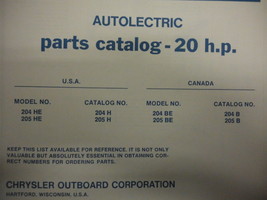 AUTOLECTRIC
parts catalog - 20 h.p.
U.S.A. CANADA
MODEL NO. CATALOG NO. MODEL NO. CATALOG NO.
204 HE 204 H 204 BE 204 B
205 HE 205 H 205 BE 205 B
KEEP THIS LIST AVAILABLE FOR REFERENCE. IT IS NOT ONLY
VALUABLE BUT ABSOLUTELY ESSENTIAL IN OBTAINING COR-
RECT NUMBERS FOR ORDERING PARTS.
CHRYSLER OUTBOARD CORPORATION
HARTFORD, WISCONSIN, U.S.A.